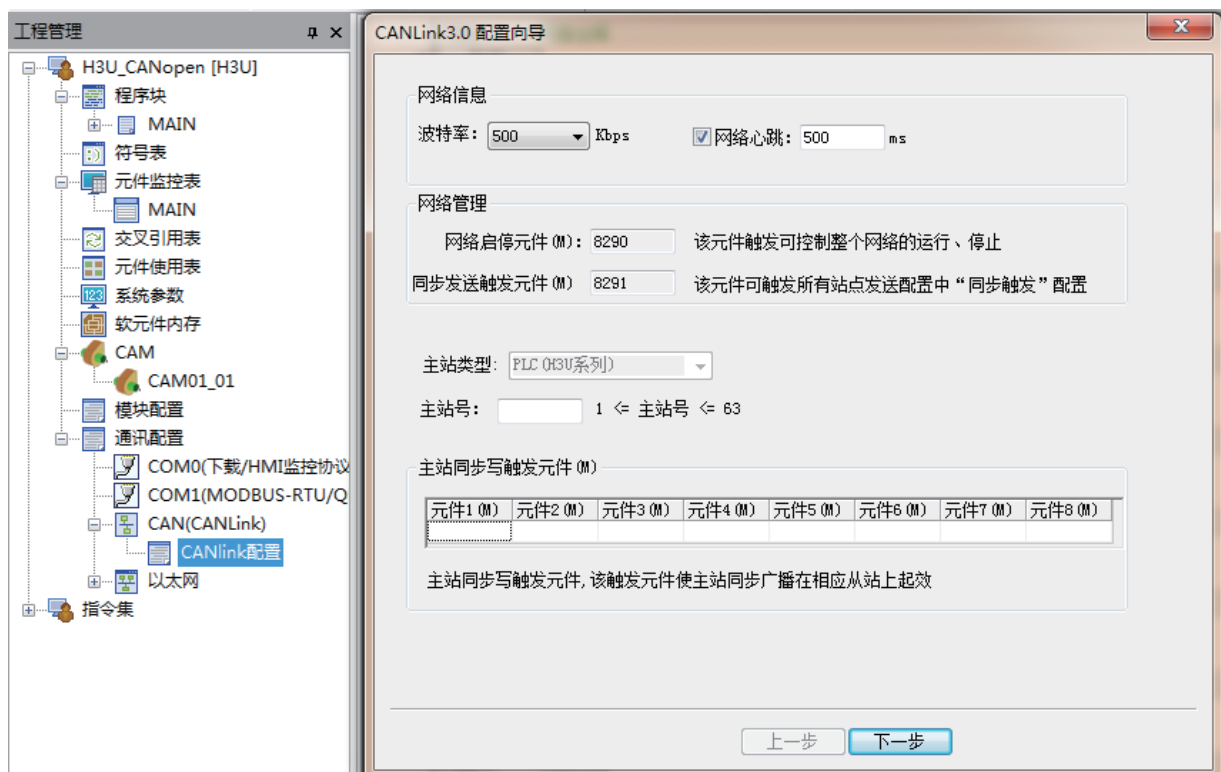 工程管理
H3U_CANopen [H3U]
程序块
MAIN
符号表
元件监控表
MAIN
交叉引用表
元件使用表
123
系统参数
软元件内存
CAM
CAM01_01
模块配置
通讯配置
COM0(下载/HMI监控协议
COM1(MODBUS-RTU/Q
CAN(CANLink)
CANlink配置
以太网
指令集
CANLink3.0 配置向导
网络信息
波特率: 500 Kbps 网络心跳: 500 ms
网络管理
网络启停元件(M): 8290 该元件触发可控制整个网络的运行、停止
同步发送触发元件(M) 8291 该元件可触发所有站点发送配置中“同步触发”配置
主站类型: PLC(H3U系列)
主站号: 1 <= 主站号 <= 63
主站同步写触发元件(M)
元件1(M) 元件2(M) 元件3(M) 元件4(M) 元件5(M) 元件6(M) 元件7(M) 元件8(M)
主站同步写触发元件,该触发元件使主站同步广播在相应从站上起效
上一步 下一步